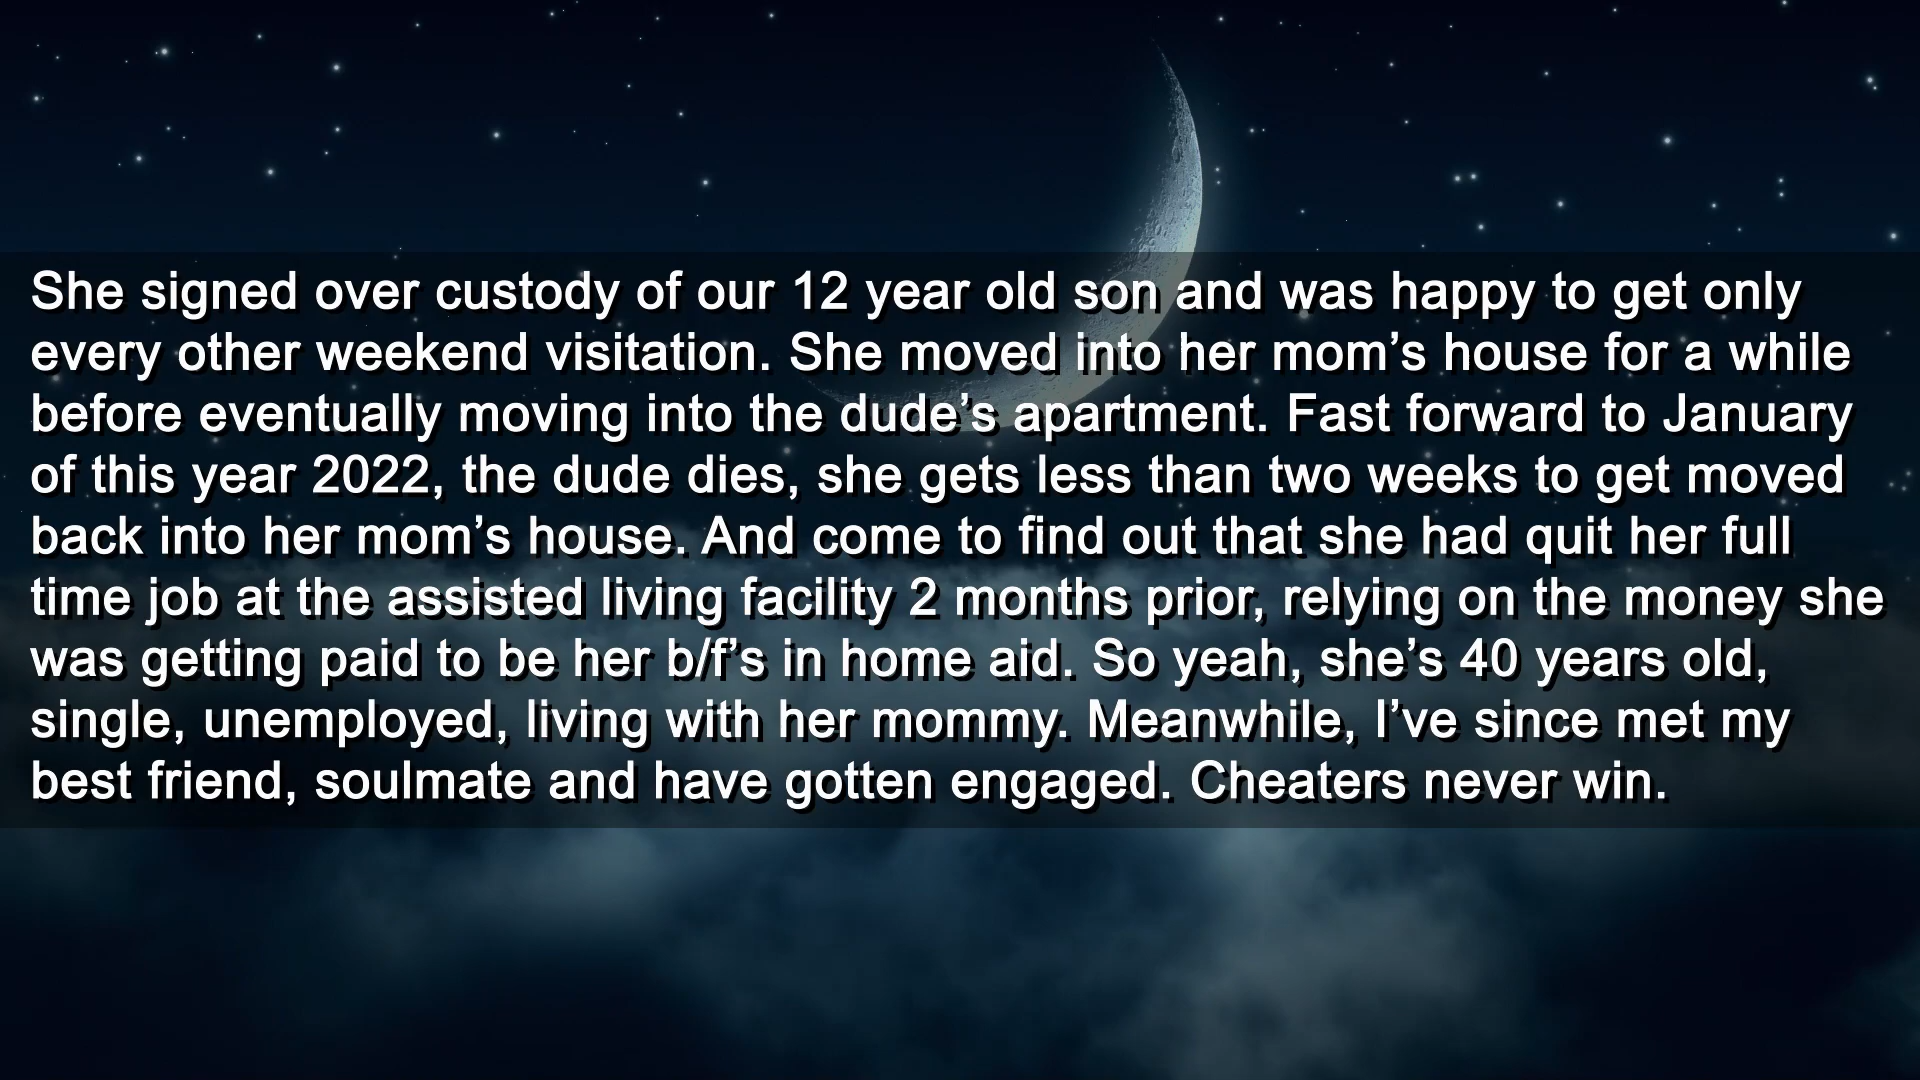 She signed over custody of our 12 year old son and was happy to get only
every other weekend visitation. She moved into her mom’s house for a while
before eventually moving into the dude’s apartment. Fast forward to January
of this year 2022, the dude dies, she gets less than two weeks to get moved
back into her mom’s house. And come to find out that she had quit her full
time job at the assisted living facility 2 months prior, relying on the money she
was getting paid to be her b/f’s in home aid. So yeah, she’s 40 years old,
single, unemployed, living with her mommy. Meanwhile, I’ve since met my
best friend, soulmate and have gotten engaged. Cheaters never win.